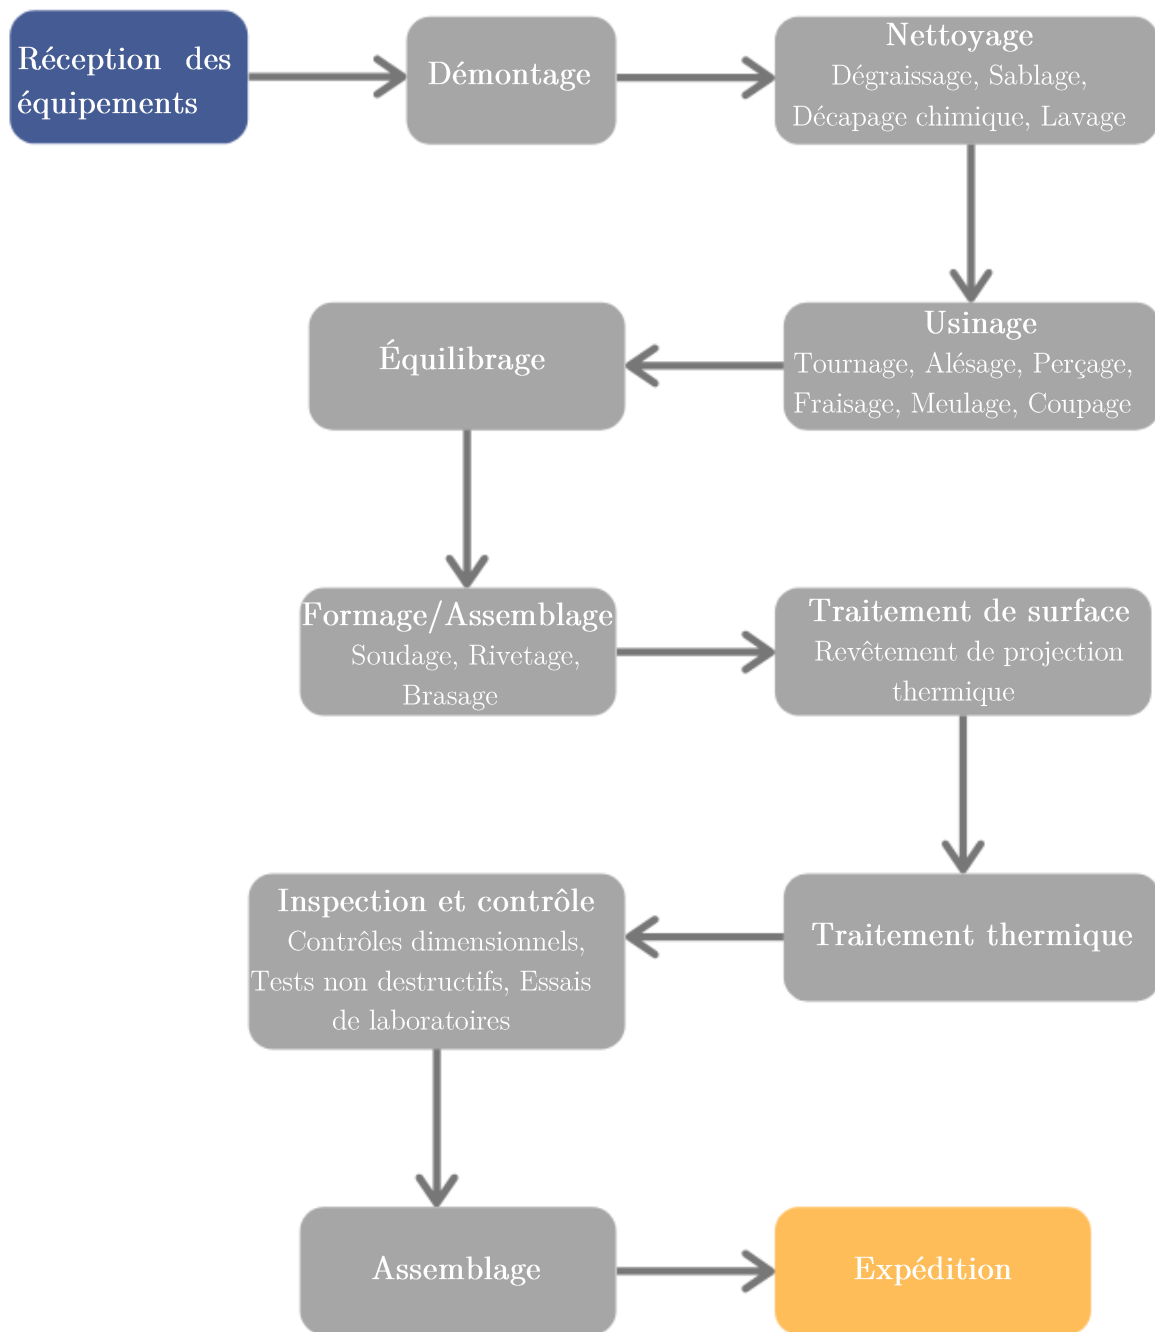 Réception des
équipements
Démontage
Nettoyage
Dégraissage, Sablage,
Décapage chimique, Lavage
Usinage
Tournage, Alésage, Perçage,
Fraisage, Meulage, Coupage
Équilibrage
Formage/Assemblage
Soudage, Rivetage,
Brasage
Traitement de surface
Revêtement de projection
thermique
Traitement thermique
Inspection et contrôle
Contrôles dimensionnels,
Tests non destructifs, Essais
de laboratoires
Assemblage
Expédition